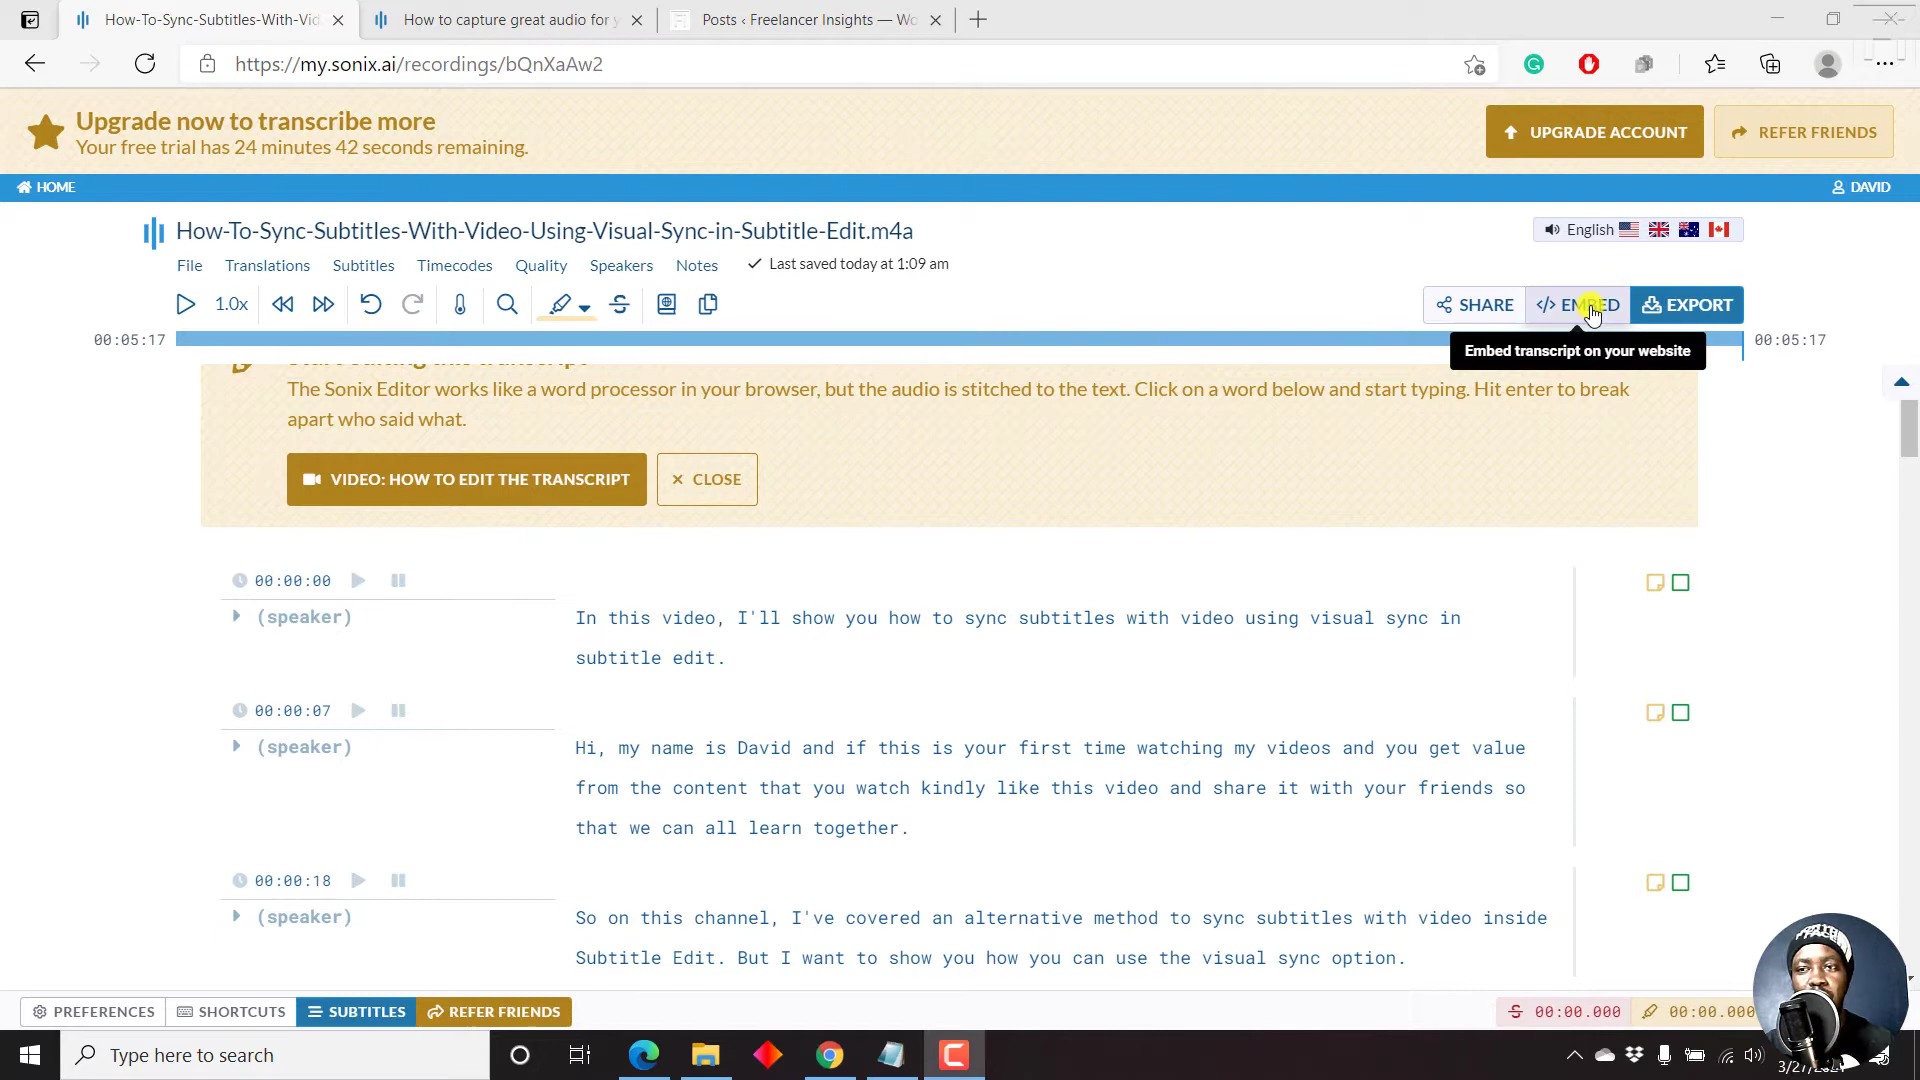 How-To-Sync-Subtitles-With-Vid
How to capture great audio for y
Posts ‹ Freelancer Insights — Wo
https://my.sonix.ai/recordings/bQnXaAw2
Upgrade now to transcribe more
Your free trial has 24 minutes 42 seconds remaining.
UPGRADE ACCOUNT
REFER FRIENDS
HOME
DAVID
How-To-Sync-Subtitles-With-Video-Using-Visual-Sync-in-Subtitle-Edit.m4a
English
File Translations Subtitles Timecodes Quality Speakers Notes Last saved today at 1:09 am
1.0x
SHARE </> EMBED EXPORT
00:05:17
00:05:17
Embed transcript on your website
The Sonix Editor works like a word processor in your browser, but the audio is stitched to the text. Click on a word below and start typing. Hit enter to break
apart who said what.
VIDEO: HOW TO EDIT THE TRANSCRIPT
CLOSE
00:00:00
(speaker)
In this video, I'll show you how to sync subtitles with video using visual sync in
subtitle edit.
00:00:07
(speaker)
Hi, my name is David and if this is your first time watching my videos and you get value
from the content that you watch kindly like this video and share it with your friends so
that we can all learn together.
00:00:18
(speaker)
So on this channel, I've covered an alternative method to sync subtitles with video inside
Subtitle Edit. But I want to show you how you can use the visual sync option.
PREFERENCES SHORTCUTS SUBTITLES REFER FRIENDS
00:00.000
00:00.000
Type here to search